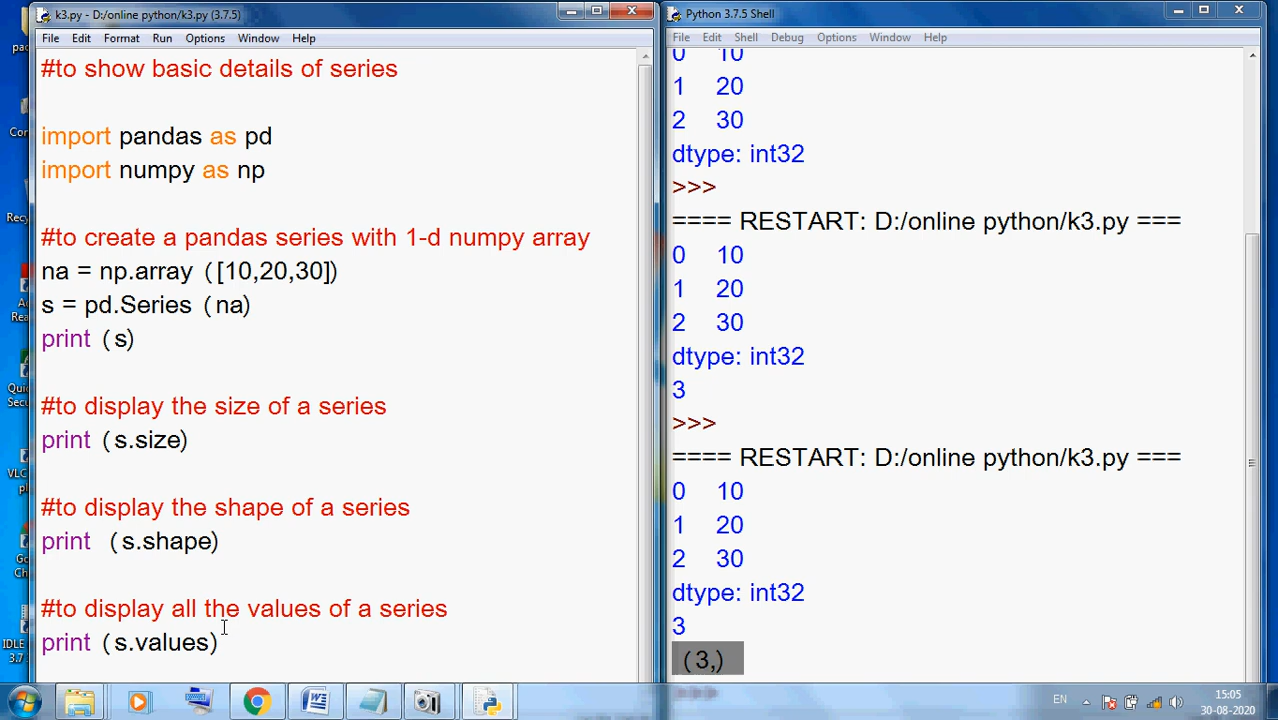 k3.py - D:/online python/k3.py (3.7.5)
File Edit Format Run Options Window Help
#to show basic details of series
import pandas as pd
import numpy as np
#to create a pandas series with 1-d numpy array
na = np.array ([10,20,30])
s = pd.Series (na)
print (s)
#to display the size of a series
print (s.size)
#to display the shape of a series
print (s.shape)
#to display all the values of a series
print (s.values)
Python 3.7.5 Shell
File Edit Shell Debug Options Window Help
0 10
1 20
2 30
dtype: int32
>>>
==== RESTART: D:/online python/k3.py ===
0 10
1 20
2 30
dtype: int32
3
>>>
==== RESTART: D:/online python/k3.py ===
0 10
1 20
2 30
dtype: int32
3
(3,)
EN
15:05
30-08-2020